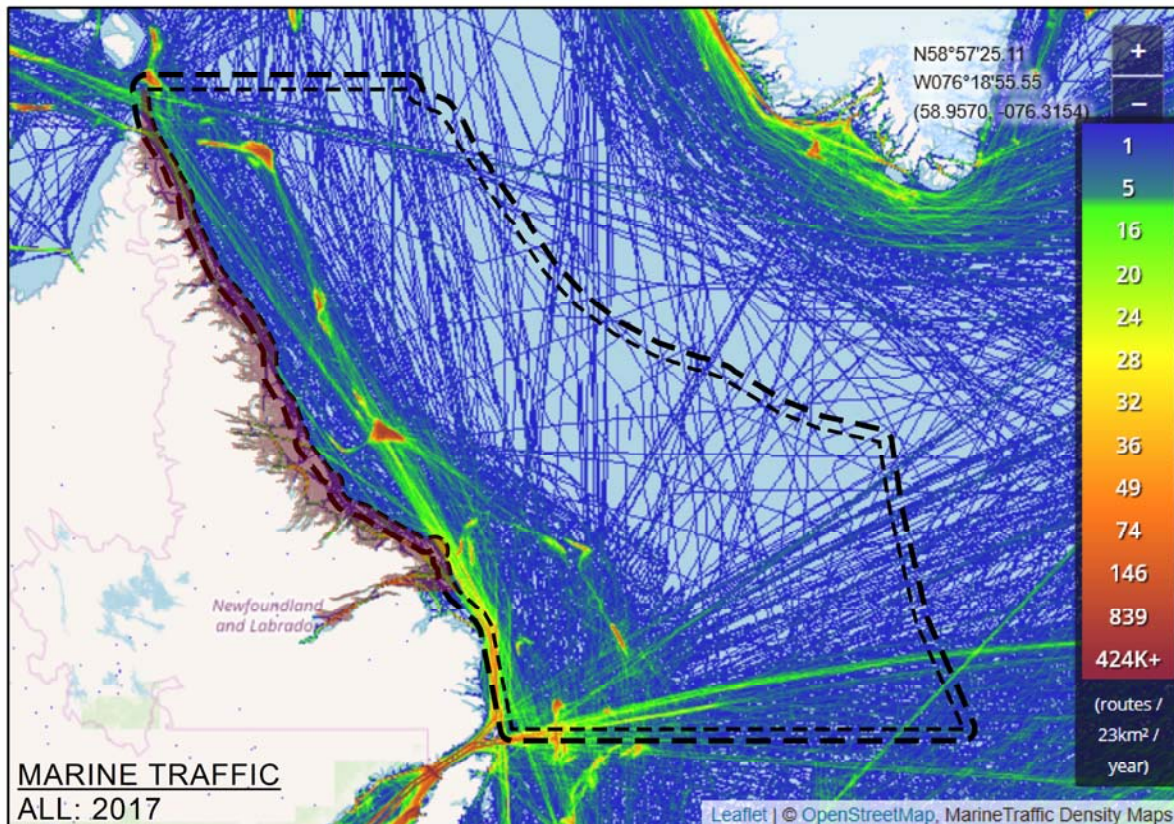 N58°57'25.11
W076°18'55.55
(58.9570, -076.3154)
+
−
1
5
16
20
24
28
32
36
49
74
146
839
424K+
(routes /
23km² /
year)
Newfoundland
and Labrador
MARINE TRAFFIC
ALL: 2017
Leaflet | © OpenStreetMap, MarineTraffic Density Maps